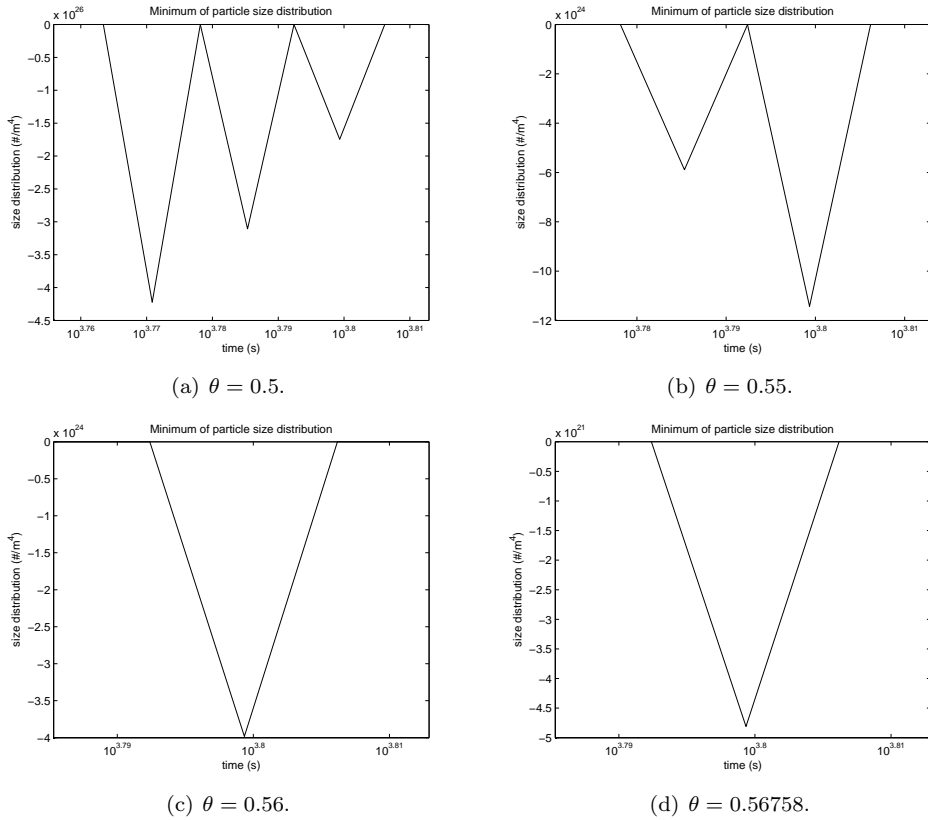 x 10^26
Minimum of particle size distribution
0
−0.5
−1
−1.5
−2
−2.5
−3
−3.5
−4
−4.5
size distribution (#/m^4)
10^3.76
10^3.77
10^3.78
10^3.79
10^3.8
10^3.81
time (s)
(a) θ = 0.5.
x 10^24
Minimum of particle size distribution
0
−2
−4
−6
−8
−10
−12
size distribution (#/m^4)
10^3.78
10^3.79
10^3.8
10^3.81
time (s)
(b) θ = 0.55.
x 10^24
Minimum of particle size distribution
0
−0.5
−1
−1.5
−2
−2.5
−3
−3.5
−4
size distribution (#/m^4)
10^3.79
10^3.8
10^3.81
time (s)
(c) θ = 0.56.
x 10^21
Minimum of particle size distribution
0
−0.5
−1
−1.5
−2
−2.5
−3
−3.5
−4
−4.5
−5
size distribution (#/m^4)
10^3.79
10^3.8
10^3.81
time (s)
(d) θ = 0.56758.